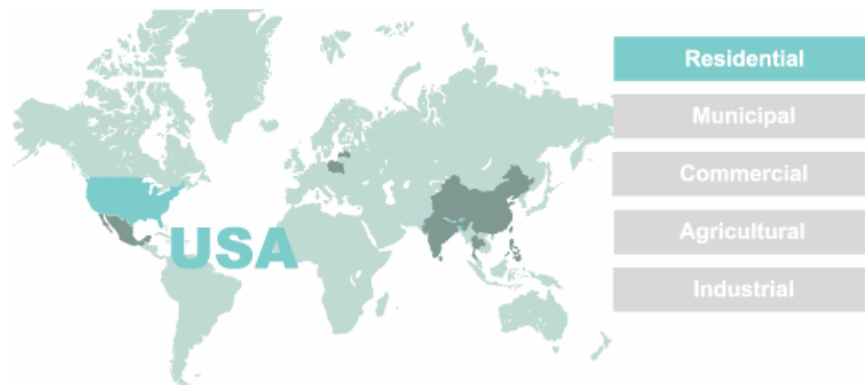 USA
Residential
Municipal
Commercial
Agricultural
Industrial